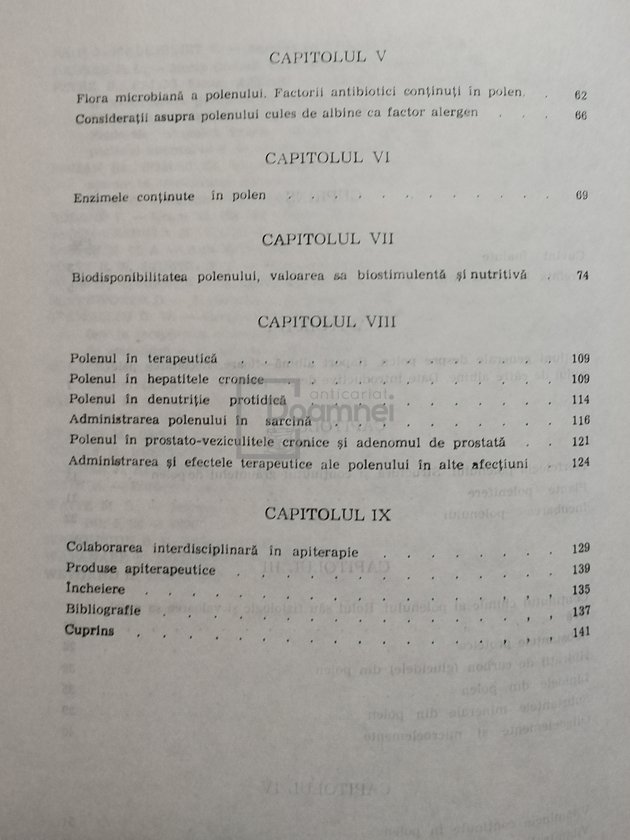 CAPITOLUL V
Flora microbiană a polenului. Factorii antibiotici conținuți în polen. . 62
Considerații asupra polenului cules de albine ca factor alergen . . . 66
CAPITOLUL VI
Enzimele conținute în polen . . . . . . . . . . . . 69
CAPITOLUL VII
Biodisponibilitatea polenului, valoarea sa biostimulentă și nutritivă . 74
CAPITOLUL VIII
Polenul în terapeutică . . . . . . . . . . . . . 109
Polenul în hepatitele cronice . . . . . . . . . . . 109
anticariat
Polenul în denutriție protidică . . . . . . . . . . 114
Doamnei
Administrarea polenului în sarcină . . . . . . . . . 116
Polenul în prostato-veziculitele cronice și adenomul de prostată . . 121
Administrarea și efectele terapeutice ale polenului în alte afecțiuni . 124
CAPITOLUL IX
Colaborarea interdisciplinară în apiterapie . . . . . . . 129
Produse apiterapeutice . . . . . . . . . . . . . 139
Încheiere . . . . . . . . . . . . . . . . . 135
Bibliografie . . . . . . . . . . . . . . . . 137
Cuprins . . . . . . . . . . . . . . . . . 141